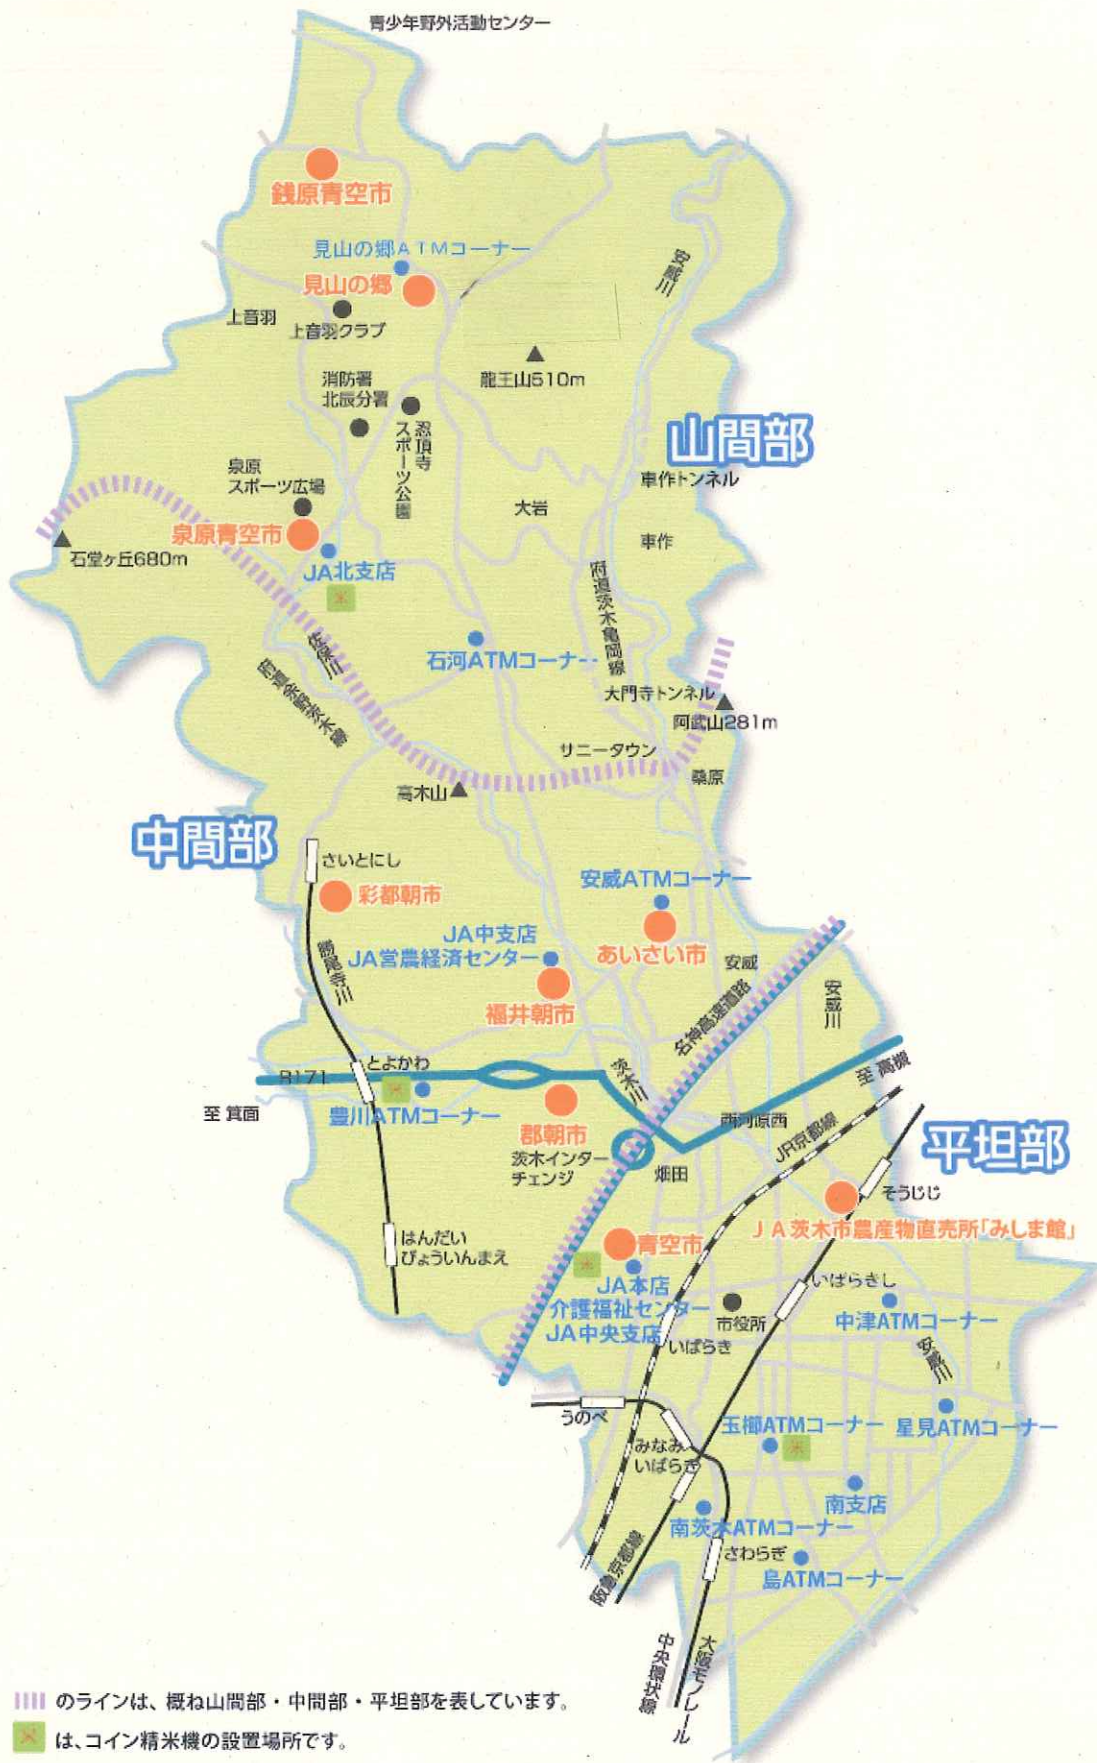 青少年野外活動センター
銭原青空市
見山の郷ATMコーナー
見山の郷
上音羽
上音羽クラブ
安威川
龍王山510m
消防署
北辰分署
忍頂寺
スポーツ公園
山間部
泉原
スポーツ広場
車作トンネル
大岩
泉原青空市
車作
石堂ヶ丘680m
JA北支店
府道茨木亀岡線
佐保川
石河ATMコーナー
府道余野茨木線
大門寺トンネル
阿武山281m
サニータウン
桑原
高木山
中間部
さいとにし
彩都朝市
安威ATMコーナー
JA中支店
JA営農経済センター
あいさい市
勝尾寺川
安威
安威川
福井朝市
名神高速道路
とよかわ
R171
茨木川
至 高槻
至 箕面
豊川ATMコーナー
郡朝市
西河原西
JR京都線
平坦部
茨木インター
チェンジ
畑田
そうじじ
JA茨木市農産物直売所「みしま館」
はんだい
びょういんまえ
青空市
JA本店
介護福祉センター
JA中央支店
いばらきし
市役所
中津ATMコーナー
いばらき
安威川
うのべ
玉櫛ATMコーナー
星見ATMコーナー
みなみ
いばらき
南支店
南茨木ATMコーナー
さわらぎ
島ATMコーナー
阪急京都線
中央環状線
大阪モノレール
のラインは、概ね山間部・中間部・平坦部を表しています。
は、コイン精米機の設置場所です。